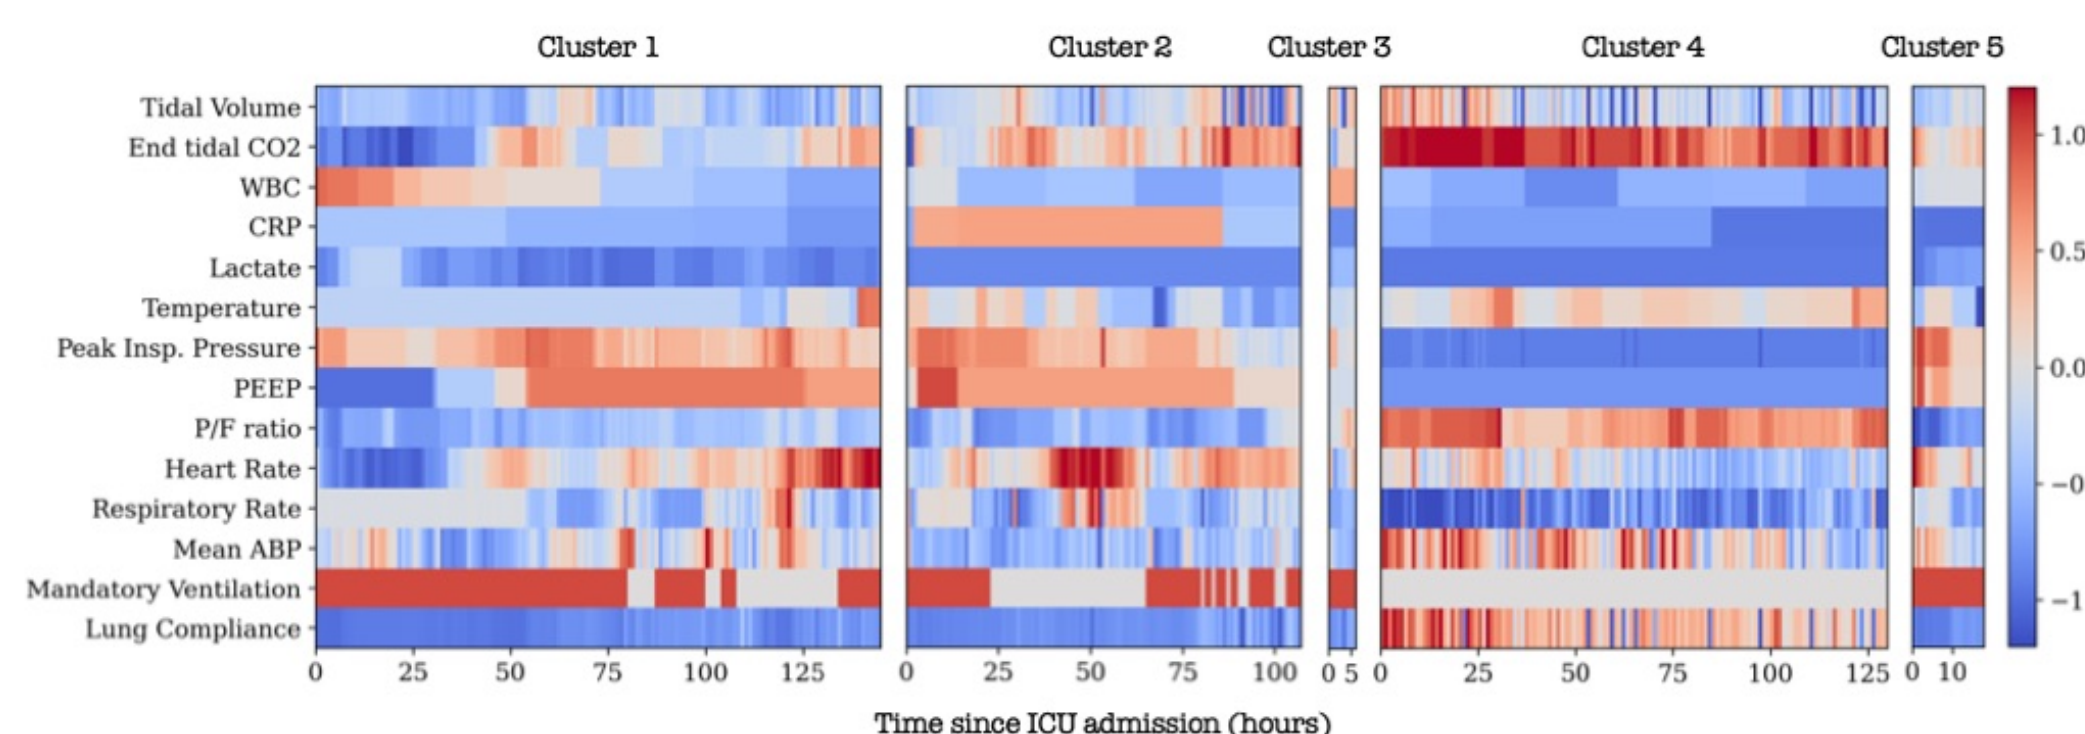 Cluster 1 Cluster 2 Cluster 3 Cluster 4 Cluster 5
Tidal Volume
End tidal CO2
WBC
CRP
Lactate
Temperature
Peak Insp. Pressure
PEEP
P/F ratio
Heart Rate
Respiratory Rate
Mean ABP
Mandatory Ventilation
Lung Compliance
0 25 50 75 100 125
0 25 50 75 100
0 5
0 25 50 75 100 125
0 10
1.0
0.5
0.0
−0
−1
Time since ICU admission (hours)